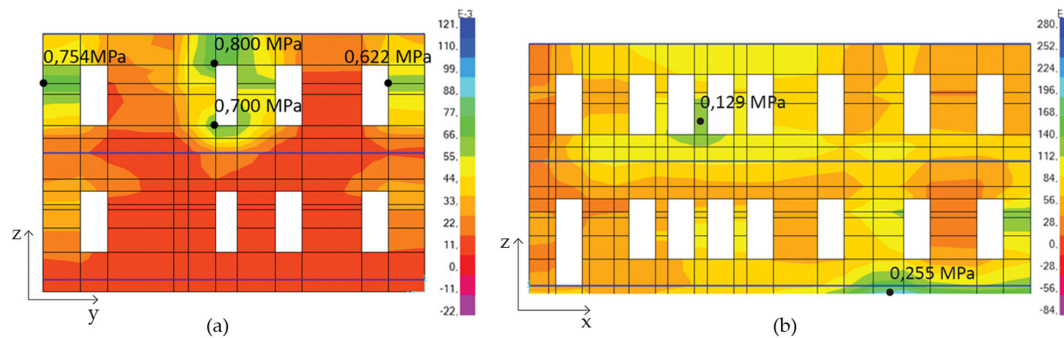 E-3
121.
110.
99.
88.
77.
66.
55.
44.
33.
22.
11.
0.
-11.
-22.
0,754MPa
0,800 MPa
0,622 MPa
0,700 MPa
z
y
(a)
280.
252.
224.
196.
168.
140.
112.
84.
56.
28.
0.
-28.
-56.
-84.
0,129 MPa
0,255 MPa
z
x
(b)